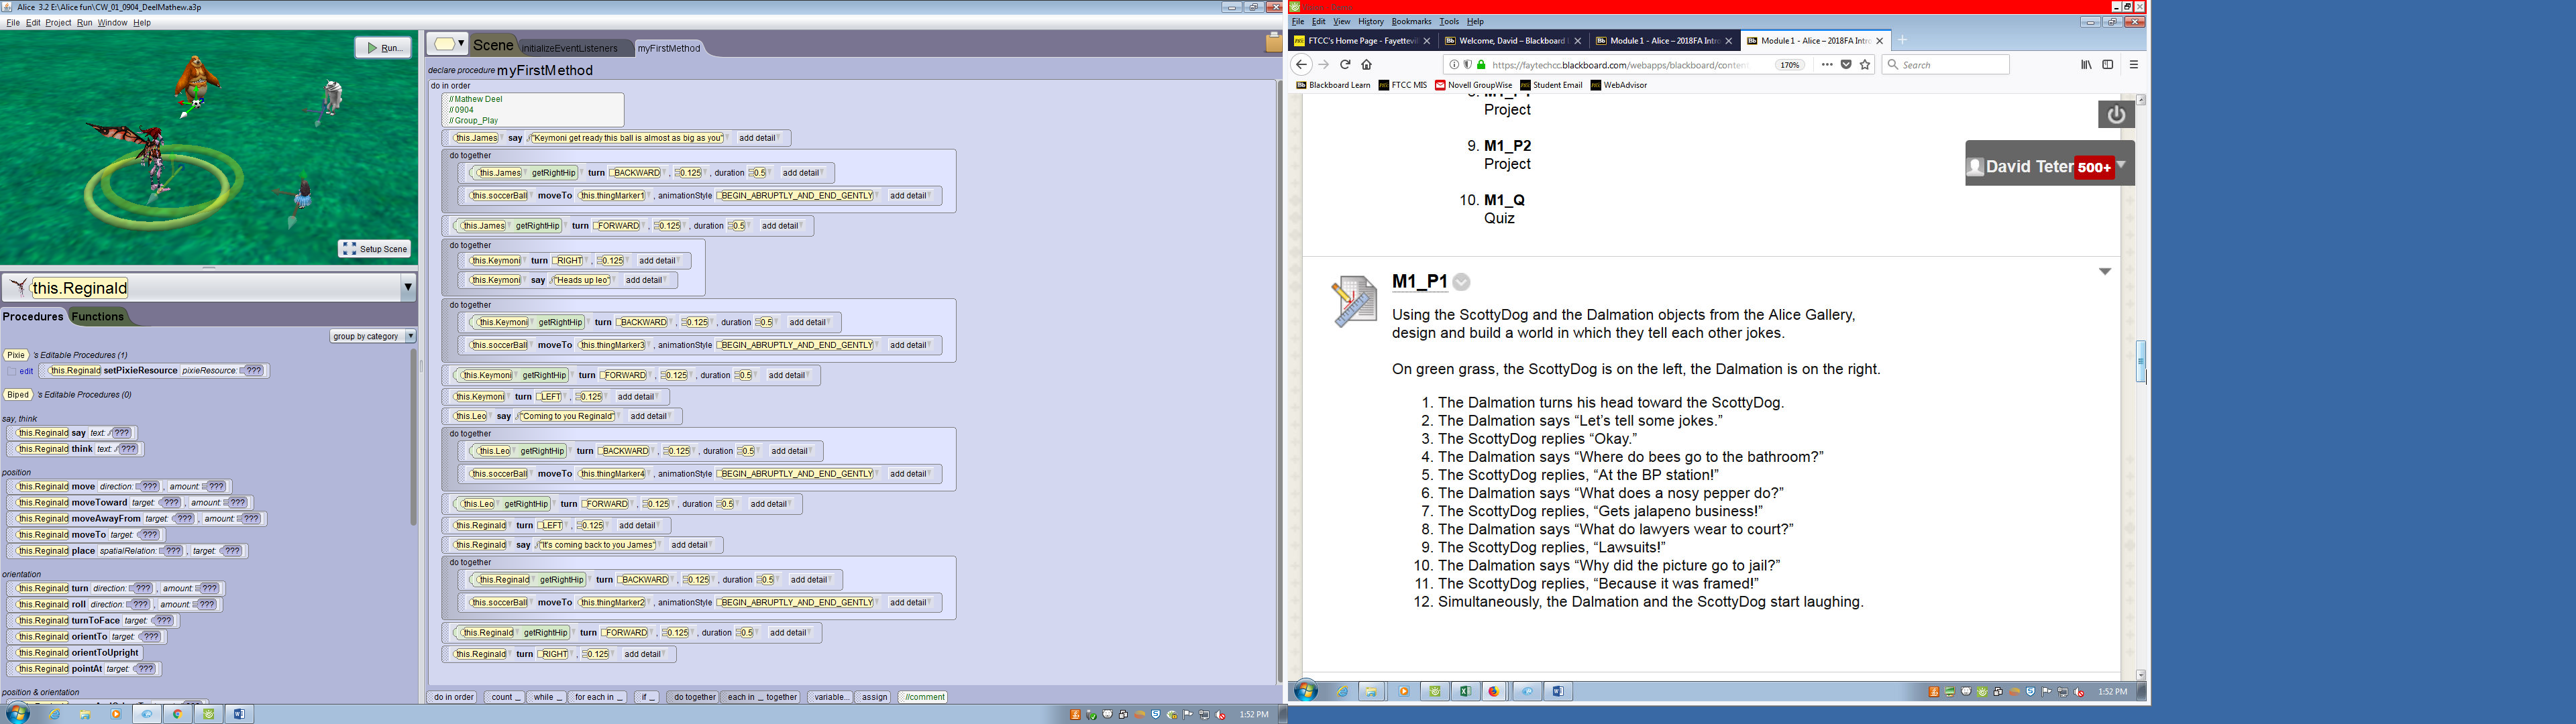 Alice 3.2 E:\Alice fun\CW_01_0904_DeelMathew.a3p
File Edit Project Run Window Help
Run...
Setup Scene
this.Reginald
Procedures Functions
group by category
Pixie 's Editable Procedures (1)
edit this.Reginald setPixieResource pixieResource: ???
Biped 's Editable Procedures (0)
say, think
this.Reginald say text: ???
this.Reginald think text: ???
position
this.Reginald move direction: ??? , amount: ???
this.Reginald moveToward target: ??? , amount: ???
this.Reginald moveAwayFrom target: ??? , amount: ???
this.Reginald moveTo target: ???
this.Reginald place spatialRelation: ??? , target: ???
orientation
this.Reginald turn direction: ??? , amount: ???
this.Reginald roll direction: ??? , amount: ???
this.Reginald turnToFace target: ???
this.Reginald orientTo target: ???
this.Reginald orientToUpright
this.Reginald pointAt target: ???
position & orientation
Scene initializeEventListeners myFirstMethod
declare procedure myFirstMethod
do in order
//Mathew Deel
//0904
//Group_Play
this.James say "Keymoni get ready this ball is almost as big as you" add detail
do together
this.James getRightHip turn BACKWARD , 0.125 , duration 0.5 add detail
this.soccerBall moveTo this.thingMarker1 , animationStyle BEGIN_ABRUPTLY_AND_END_GENTLY add detail
this.James getRightHip turn FORWARD , 0.125 , duration 0.5 add detail
do together
this.Keymoni turn RIGHT , 0.125 add detail
this.Keymoni say "Heads up leo" add detail
do together
this.Keymoni getRightHip turn BACKWARD , 0.125 , duration 0.5 add detail
this.soccerBall moveTo this.thingMarker3 , animationStyle BEGIN_ABRUPTLY_AND_END_GENTLY add detail
this.Keymoni getRightHip turn FORWARD , 0.125 , duration 0.5 add detail
this.Keymoni turn LEFT , 0.125 add detail
this.Leo say "Coming to you Reginald" add detail
do together
this.Leo getRightHip turn BACKWARD , 0.125 , duration 0.5 add detail
this.soccerBall moveTo this.thingMarker4 , animationStyle BEGIN_ABRUPTLY_AND_END_GENTLY add detail
this.Leo getRightHip turn FORWARD , 0.125 , duration 0.5 add detail
this.Reginald turn LEFT , 0.125 add detail
this.Reginald say "It's coming back to you James" add detail
do together
this.Reginald getRightHip turn BACKWARD , 0.125 , duration 0.5 add detail
this.soccerBall moveTo this.thingMarker2 , animationStyle BEGIN_ABRUPTLY_AND_END_GENTLY add detail
this.Reginald getRightHip turn FORWARD , 0.125 , duration 0.5 add detail
this.Reginald turn RIGHT , 0.125 add detail
do in order count _ while _ for each in _ if _ do together each in _ together variable... assign //comment
1:52 PM
File Edit View History Bookmarks Tools Help
FTCC's Home Page - Fayettevil Welcome, David – Blackboard Module 1 - Alice – 2018FA Intro Module 1 - Alice – 2018FA Intro
https://faytechcc.blackboard.com/webapps/blackboard/content 170% Search
Blackboard Learn FTCC MIS Novell GroupWise Student Email WebAdvisor
Project
9. M1_P2
Project
10. M1_Q
Quiz
David Teter 500+
M1_P1
Using the ScottyDog and the Dalmation objects from the Alice Gallery,
design and build a world in which they tell each other jokes.
On green grass, the ScottyDog is on the left, the Dalmation is on the right.
1. The Dalmation turns his head toward the ScottyDog.
2. The Dalmation says “Let’s tell some jokes.”
3. The ScottyDog replies “Okay.”
4. The Dalmation says “Where do bees go to the bathroom?”
5. The ScottyDog replies, “At the BP station!”
6. The Dalmation says “What does a nosy pepper do?”
7. The ScottyDog replies, “Gets jalapeno business!”
8. The Dalmation says “What do lawyers wear to court?”
9. The ScottyDog replies, “Lawsuits!”
10. The Dalmation says “Why did the picture go to jail?”
11. The ScottyDog replies, “Because it was framed!”
12. Simultaneously, the Dalmation and the ScottyDog start laughing.
1:52 PM